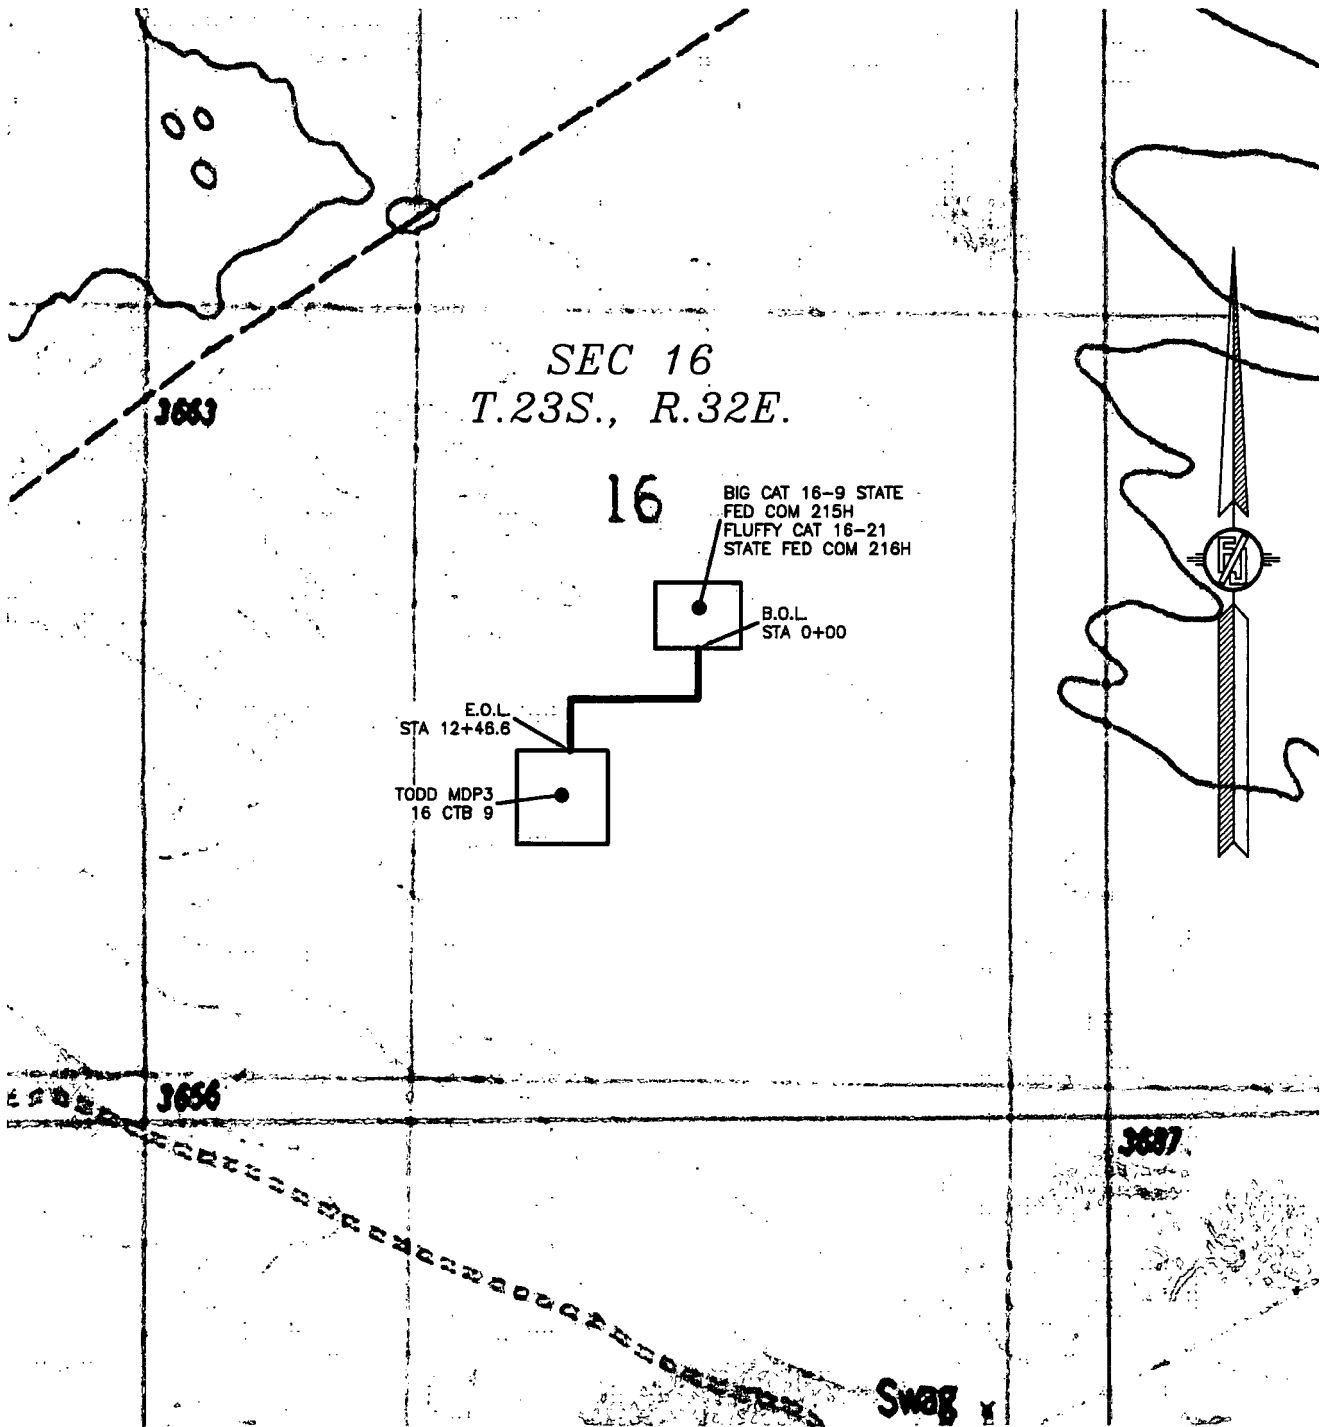 SEC 16
T.23S., R.32E.
3663
16
BIG CAT 16-9 STATE
FED COM 215H
FLUFFY CAT 16-21
STATE FED COM 216H
B.O.L.
STA 0+00
E.O.L.
STA 12+46.6
TODD MDP3
16 CTB 9
3656
3687
Swag